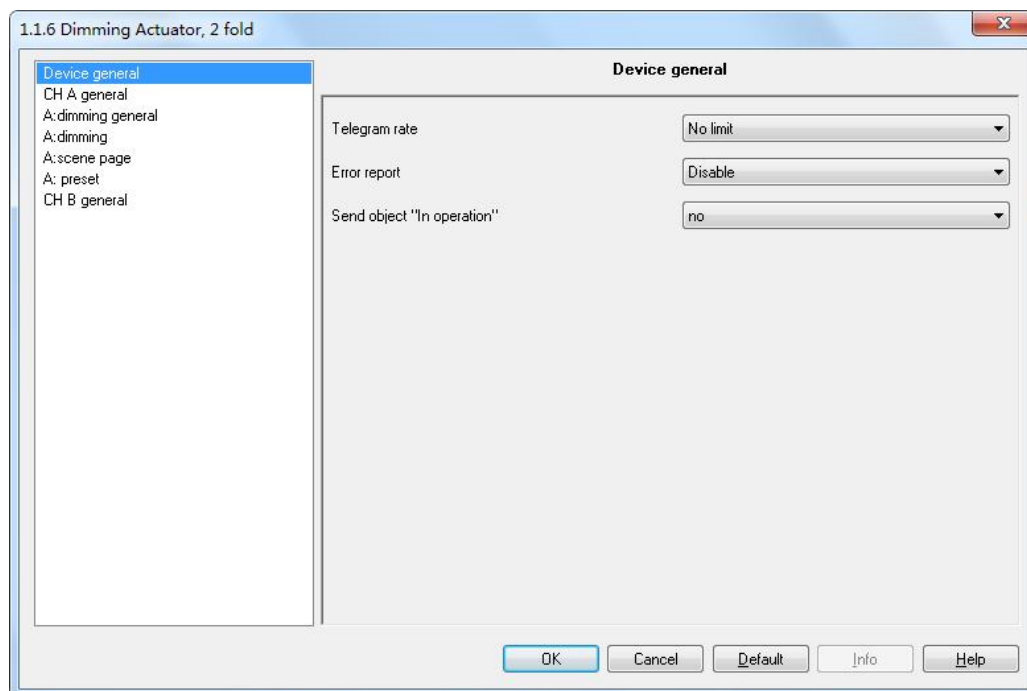 1.1.6 Dimming Actuator, 2 fold
Device general
CH A general
A:dimming general
A:dimming
A:scene page
A: preset
CH B general
Device general
Telegram rate
No limit
Error report
Disable
Send object "In operation"
no
OK
Cancel
Default
Info
Help